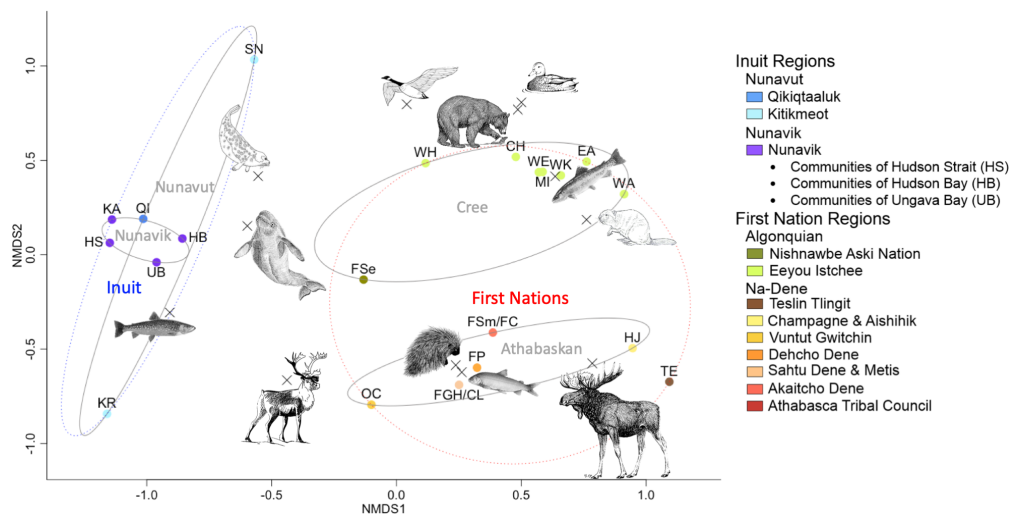 1.0
0.5
0.0
-0.5
-1.0
NMDS2
-1.0
-0.5
0.0
0.5
1.0
NMDS1
SN
Nunavut
KA
QI
Nunavik
HS
HB
UB
Inuit
KR
WH
CH
WE
WK
MI
EA
WA
Cree
FSe
First Nations
FSm/FC
Athabaskan
HJ
FP
TE
OC
FGH/CL
Inuit Regions
Nunavut
Qikiqtaaluk
Kitikmeot
Nunavik
Nunavik
• Communities of Hudson Strait (HS)
• Communities of Hudson Bay (HB)
• Communities of Ungava Bay (UB)
First Nation Regions
Algonquian
Nishnawbe Aski Nation
Eeyou Istchee
Na-Dene
Teslin Tlingit
Champagne & Aishihik
Vuntut Gwitchin
Dehcho Dene
Sahtu Dene & Metis
Akaitcho Dene
Athabasca Tribal Council